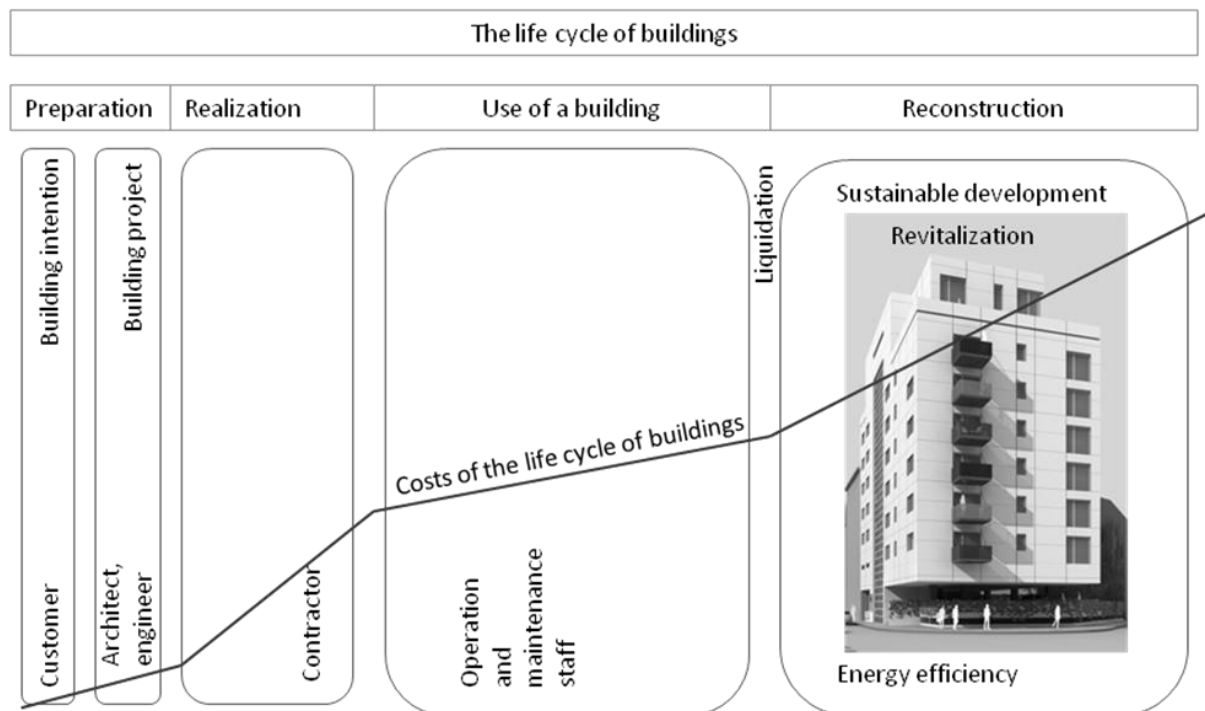 The life cycle of buildings
Preparation
Realization
Use of a building
Reconstruction
Building intention
Customer
Building project
Architect,
engineer
Contractor
Costs of the life cycle of buildings
Operation
and
maintenance
staff
Liquidation
Sustainable development
Revitalization
Energy efficiency